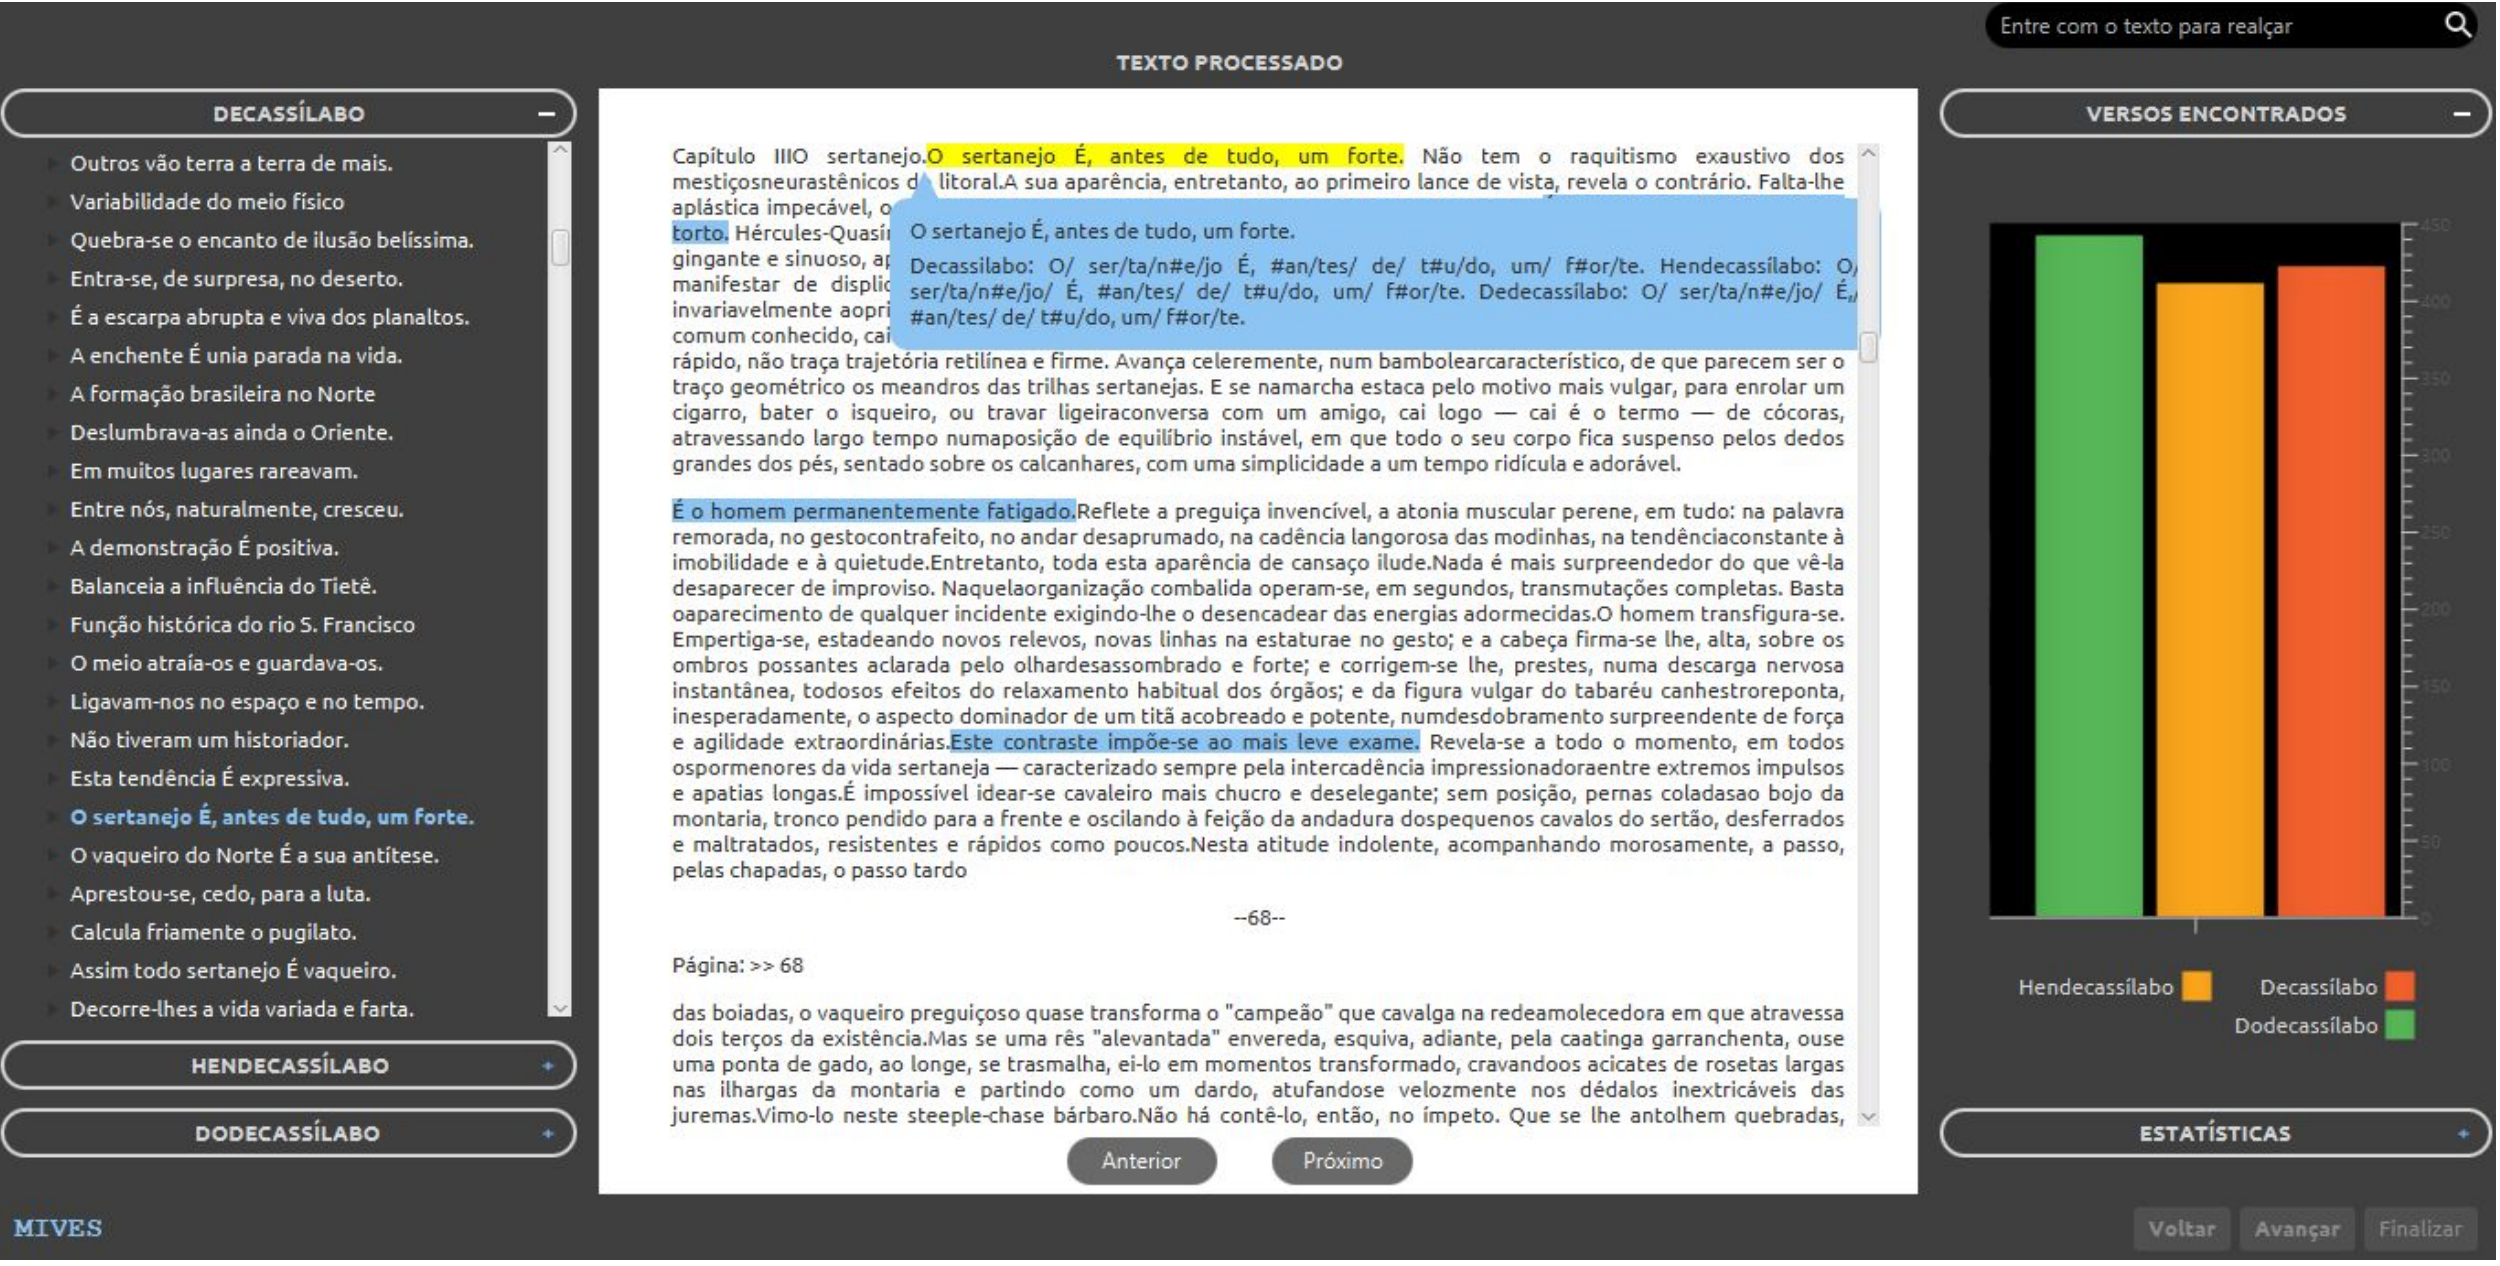 Entre com o texto para realçar
TEXTO PROCESSADO
DECASSÍLABO
Outros vão terra a terra de mais.
Variabilidade do meio físico
Quebra-se o encanto de ilusão belíssima.
Entra-se, de surpresa, no deserto.
É a escarpa abrupta e viva dos planaltos.
A enchente É unia parada na vida.
A formação brasileira no Norte
Deslumbrava-as ainda o Oriente.
Em muitos lugares rareavam.
Entre nós, naturalmente, cresceu.
A demonstração É positiva.
Balanceia a influência do Tietê.
Função histórica do rio S. Francisco
O meio atraía-os e guardava-os.
Ligavam-nos no espaço e no tempo.
Não tiveram um historiador.
Esta tendência É expressiva.
O sertanejo É, antes de tudo, um forte.
O vaqueiro do Norte É a sua antítese.
Aprestou-se, cedo, para a luta.
Calcula friamente o pugilato.
Assim todo sertanejo É vaqueiro.
Decorre-lhes a vida variada e farta.
HENDECASSÍLABO
DODECASSÍLABO
MIVES
Capítulo IIIO sertanejo.O sertanejo É, antes de tudo, um forte. Não tem o raquitismo exaustivo dos
mestiçosneurastênicos d litoral.A sua aparência, entretanto, ao primeiro lance de vista, revela o contrário. Falta-lhe
aplástica impecável, o
torto. Hércules-Quasír
gingante e sinuoso, ap
manifestar de displic
invariavelmente aopri
comum conhecido, cai
O sertanejo É, antes de tudo, um forte.
Decassilabo: O/ ser/ta/n#e/jo É, #an/tes/ de/ t#u/do, um/ f#or/te. Hendecassílabo: O/
ser/ta/n#e/jo/ É, #an/tes/ de/ t#u/do, um/ f#or/te. Dedecassílabo: O/ ser/ta/n#e/jo/ É,/
#an/tes/ de/ t#u/do, um/ f#or/te.
rápido, não traça trajetória retilínea e firme. Avança celeremente, num bambolearcaracterístico, de que parecem ser o
traço geométrico os meandros das trilhas sertanejas. E se namarcha estaca pelo motivo mais vulgar, para enrolar um
cigarro, bater o isqueiro, ou travar ligeiraconversa com um amigo, cai logo — cai é o termo — de cócoras,
atravessando largo tempo numaposição de equilíbrio instável, em que todo o seu corpo fica suspenso pelos dedos
grandes dos pés, sentado sobre os calcanhares, com uma simplicidade a um tempo ridícula e adorável.
É o homem permanentemente fatigado.Reflete a preguiça invencível, a atonia muscular perene, em tudo: na palavra
remorada, no gestocontrafeito, no andar desaprumado, na cadência langorosa das modinhas, na tendênciaconstante à
imobilidade e à quietude.Entretanto, toda esta aparência de cansaço ilude.Nada é mais surpreendedor do que vê-la
desaparecer de improviso. Naquelaorganização combalida operam-se, em segundos, transmutações completas. Basta
oaparecimento de qualquer incidente exigindo-lhe o desencadear das energias adormecidas.O homem transfigura-se.
Empertiga-se, estadeando novos relevos, novas linhas na estaturae no gesto; e a cabeça firma-se lhe, alta, sobre os
ombros possantes aclarada pelo olhardesassombrado e forte; e corrigem-se lhe, prestes, numa descarga nervosa
instantânea, todosos efeitos do relaxamento habitual dos órgãos; e da figura vulgar do tabaréu canhestroreponta,
inesperadamente, o aspecto dominador de um titã acobreado e potente, numdesdobramento surpreendente de força
e agilidade extraordinárias.Este contraste impõe-se ao mais leve exame. Revela-se a todo o momento, em todos
ospormenores da vida sertaneja — caracterizado sempre pela intercadência impressionadoraentre extremos impulsos
e apatias longas.É impossível idear-se cavaleiro mais chucro e deselegante; sem posição, pernas coladasao bojo da
montaria, tronco pendido para a frente e oscilando à feição da andadura dospequenos cavalos do sertão, desferrados
e maltratados, resistentes e rápidos como poucos.Nesta atitude indolente, acompanhando morosamente, a passo,
pelas chapadas, o passo tardo
--68--
Página: >> 68
das boiadas, o vaqueiro preguiçoso quase transforma o "campeão" que cavalga na redeamolecedora em que atravessa
dois terços da existência.Mas se uma rês "alevantada" envereda, esquiva, adiante, pela caatinga garranchenta, ouse
uma ponta de gado, ao longe, se trasmalha, ei-lo em momentos transformado, cravandoos acicates de rosetas largas
nas ilhargas da montaria e partindo como um dardo, atufandose velozmente nos dédalos inextricáveis das
juremas.Vimo-lo neste steeple-chase bárbaro.Não há contê-lo, então, no ímpeto. Que se lhe antolhem quebradas,
Anterior
Próximo
VERSOS ENCONTRADOS
450
400
350
300
250
200
150
100
50
0
Hendecassílabo
Decassílabo
Dodecassílabo
ESTATÍSTICAS
Voltar
Avançar
Finalizar